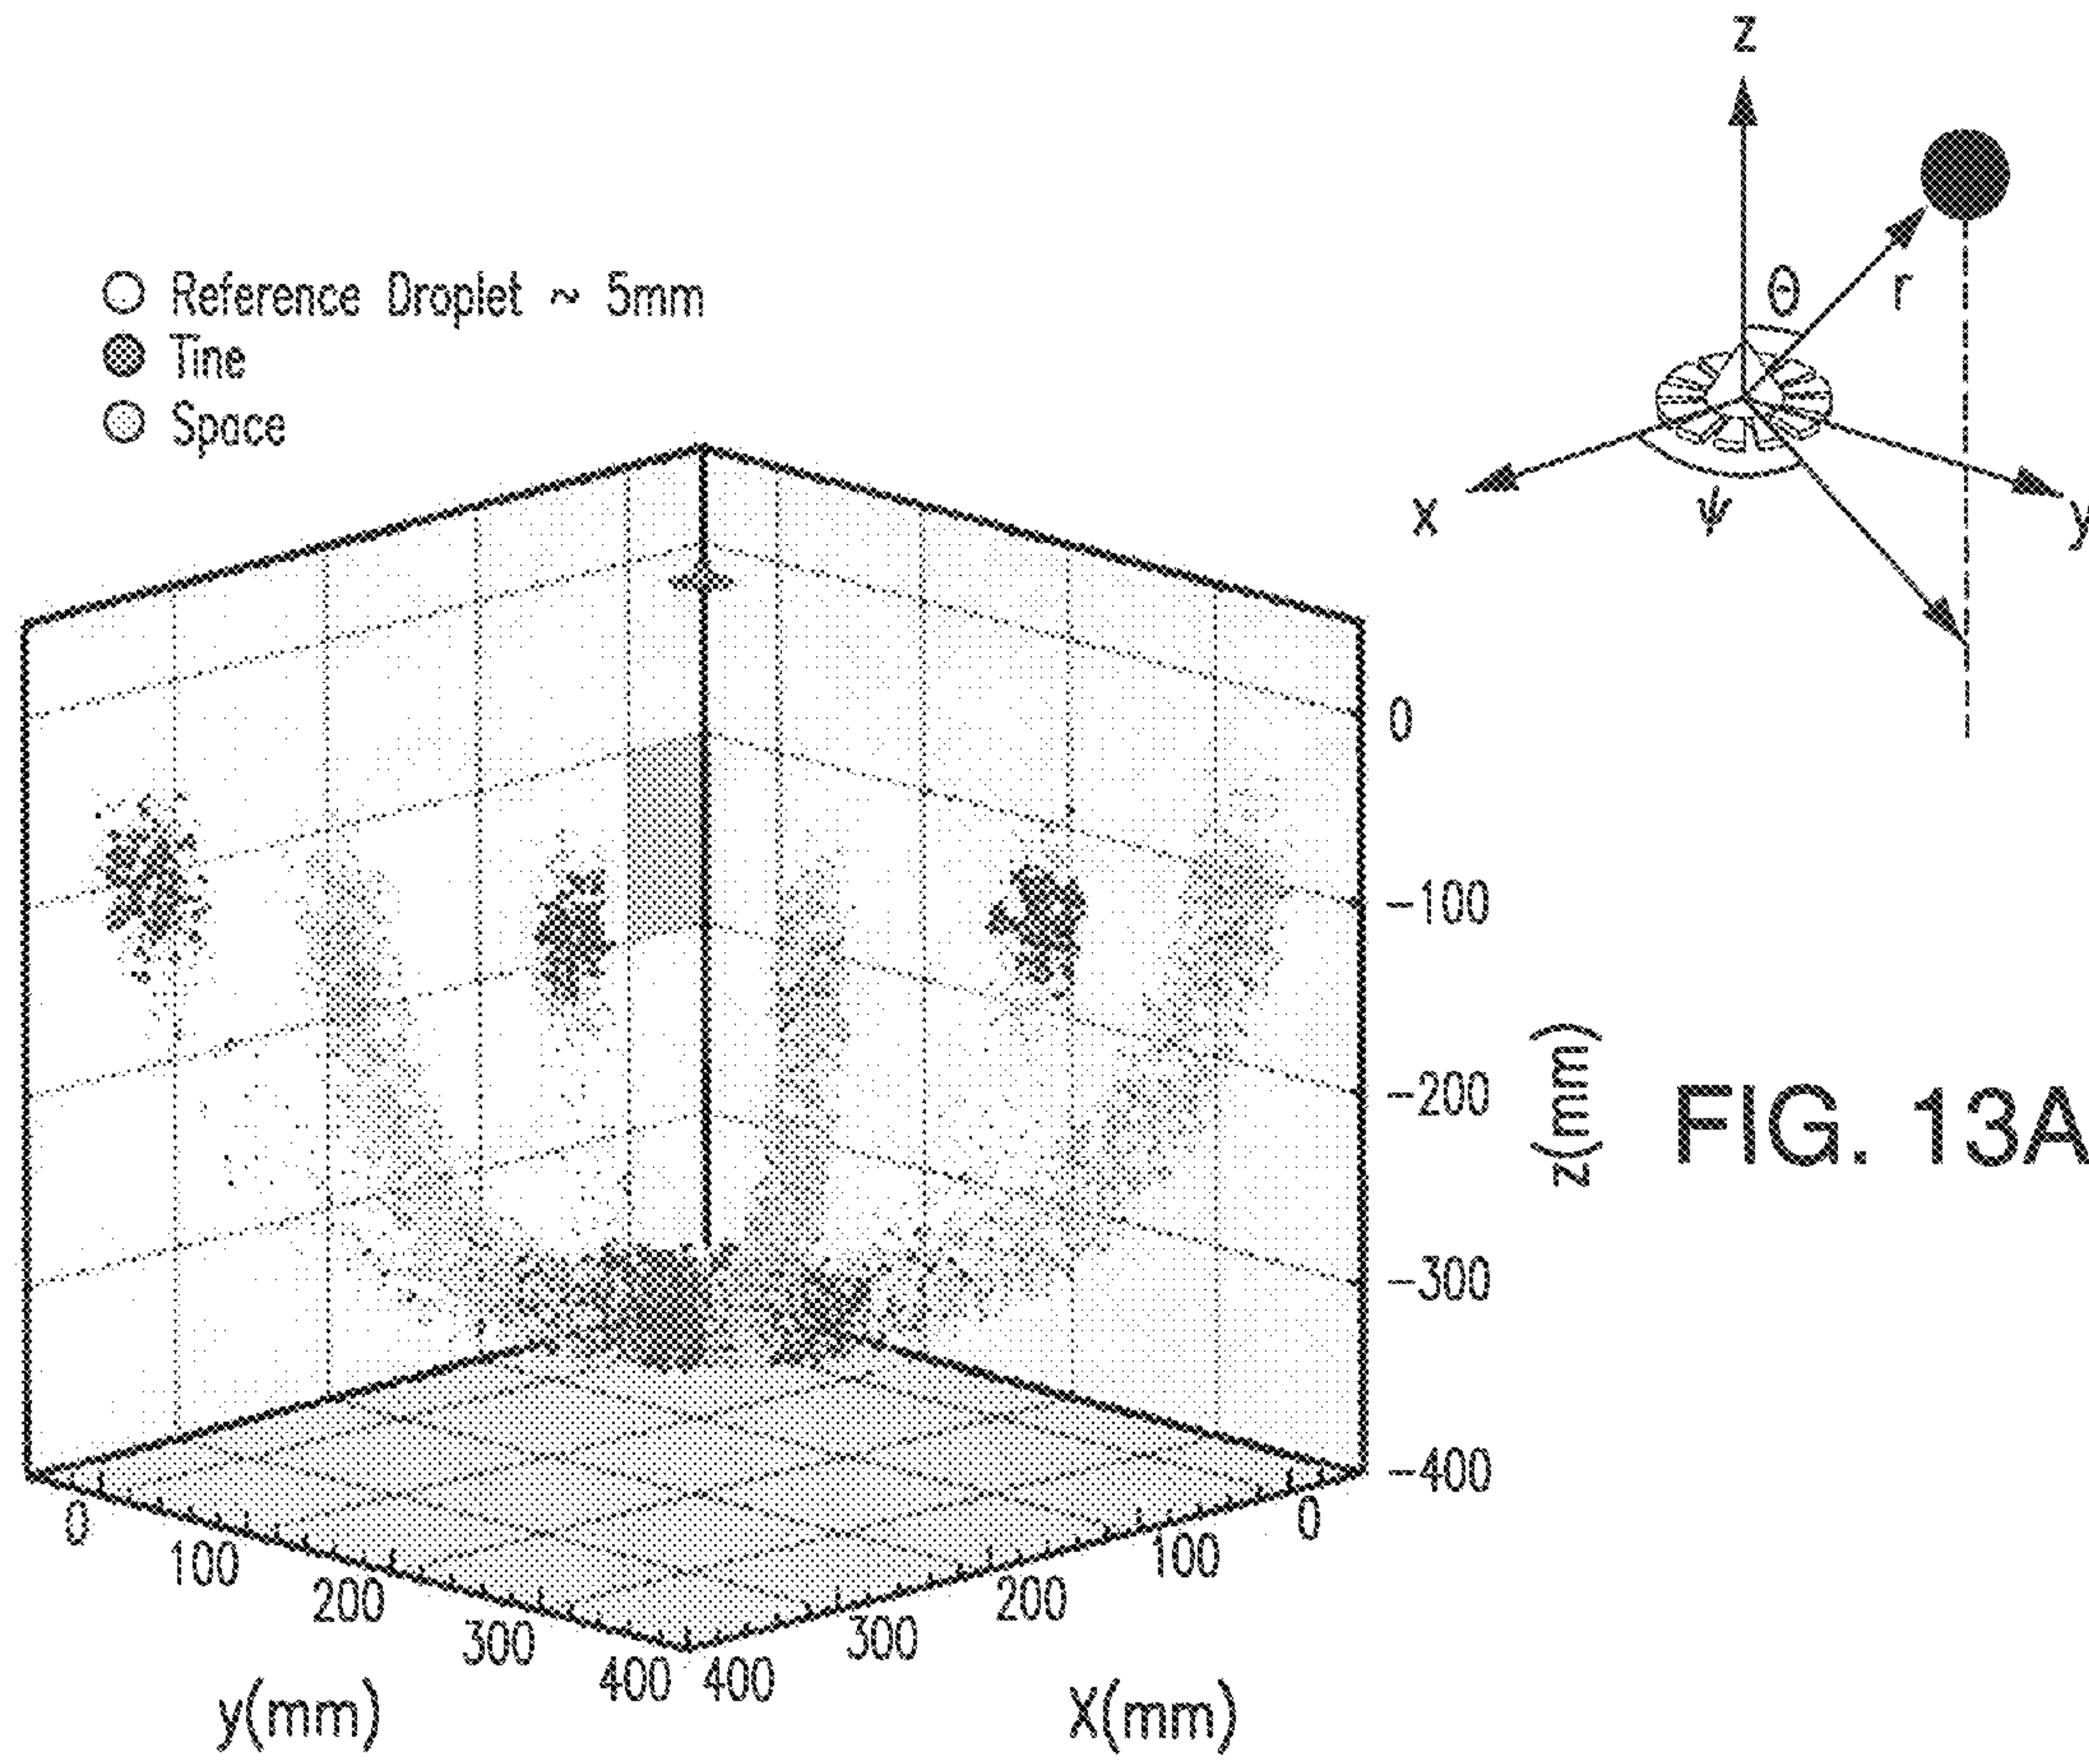 z
Θ
r
x
ψ
y
Reference Droplet ~ 5mm
Tine
Space
0
-100
-200
-300
-400
z(mm)
FIG. 13A
0
100
200
300
400
y(mm)
400
300
200
100
0
X(mm)